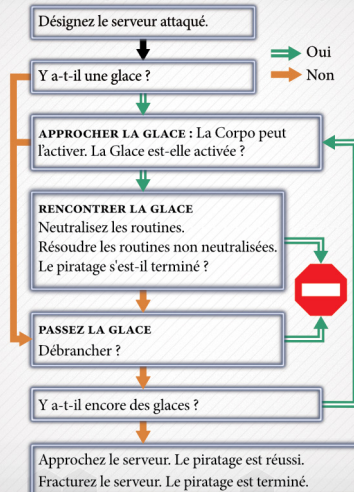 Désignez le serveur attaqué.
Oui
Y a-t-il une glace ?
Non
APPROCHER LA GLACE : La Corpo peut
l'activer. La Glace est-elle activée ?
RENCONTRER LA GLACE
Neutralisez les routines.
Résoudre les routines non neutralisées.
Le piratage s'est-il terminé ?
PASSEZ LA GLACE
Débrancher ?
Y a-t-il encore des glaces ?
Approchez le serveur. Le piratage est réussi.
Fracturez le serveur. Le piratage est terminé.